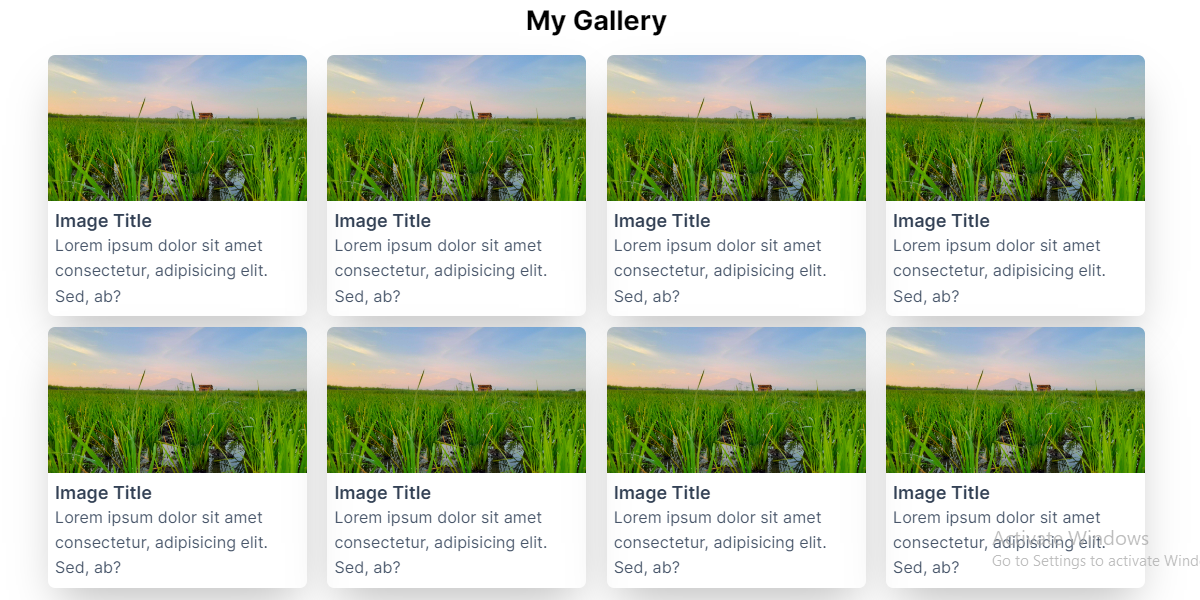 My Gallery
Image Title
Lorem ipsum dolor sit amet
consectetur, adipisicing elit.
Sed, ab?
Image Title
Lorem ipsum dolor sit amet
consectetur, adipisicing elit.
Sed, ab?
Image Title
Lorem ipsum dolor sit amet
consectetur, adipisicing elit.
Sed, ab?
Image Title
Lorem ipsum dolor sit amet
consectetur, adipisicing elit.
Sed, ab?
Image Title
Lorem ipsum dolor sit amet
consectetur, adipisicing elit.
Sed, ab?
Image Title
Lorem ipsum dolor sit amet
consectetur, adipisicing elit.
Sed, ab?
Image Title
Lorem ipsum dolor sit amet
consectetur, adipisicing elit.
Sed, ab?
Image Title
Lorem ipsum dolor sit amet
consectetur, adipisicing elit.
Sed, ab?
Activate Windows
Go to Settings to activate Wind